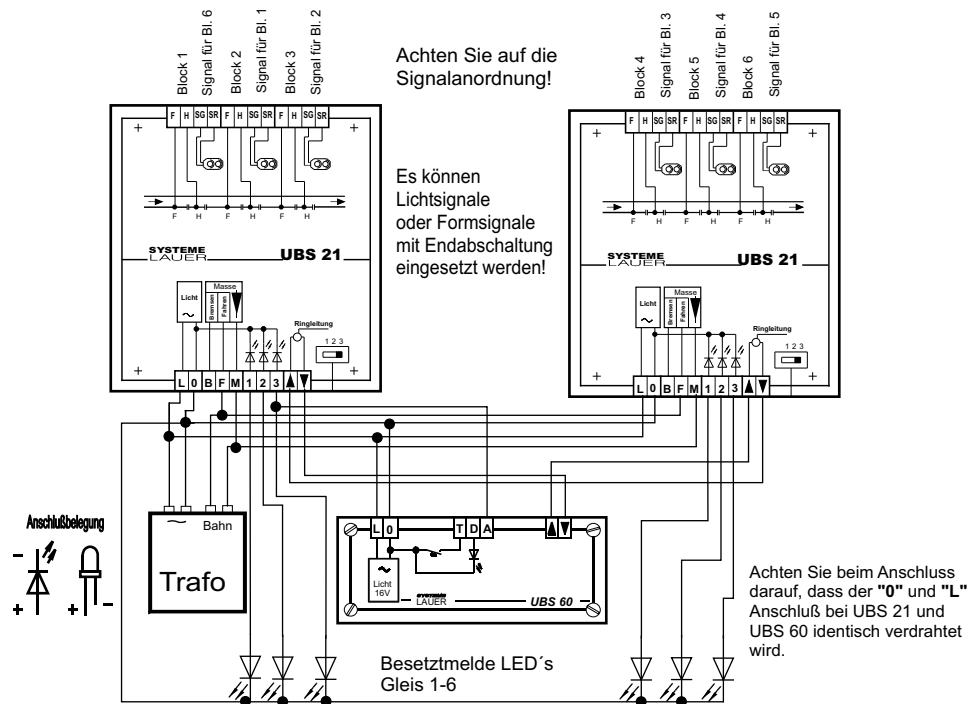 Block 1
Signal für Bl. 6
Block 2
Signal für Bl. 1
Block 3
Signal für Bl. 2
Achten Sie auf die
Signalanordnung!
Block 4
Signal für Bl. 3
Block 5
Signal für Bl. 4
Block 6
Signal für Bl. 5
F H SG SR F H SG SR F H SG SR
F H SG SR F H SG SR F H SG SR
Es können
Lichtsignale
oder Formsignale
mit Endabschaltung
eingesetzt werden!
F H F H F H
F H F H F H
SYSTEME
LAUER
UBS 21
SYSTEME
LAUER
UBS 21
Licht
~
Masse
Bremsen
Fahren
Ringleitung
1 2 3
Licht
~
Masse
Bremsen
Fahren
Ringleitung
1 2 3
L 0 B F M 1 2 3
L 0 B F M 1 2 3
Anschlußbelegung
-
+
+
-
~
Bahn
Trafo
L 0 T D A
~
Licht
16V
SYSTEME
LAUER
UBS 60
Achten Sie beim Anschluss
darauf, dass der "0" und "L"
Anschluß bei UBS 21 und
UBS 60 identisch verdrahtet
wird.
Besetztmelde LED´s
Gleis 1-6